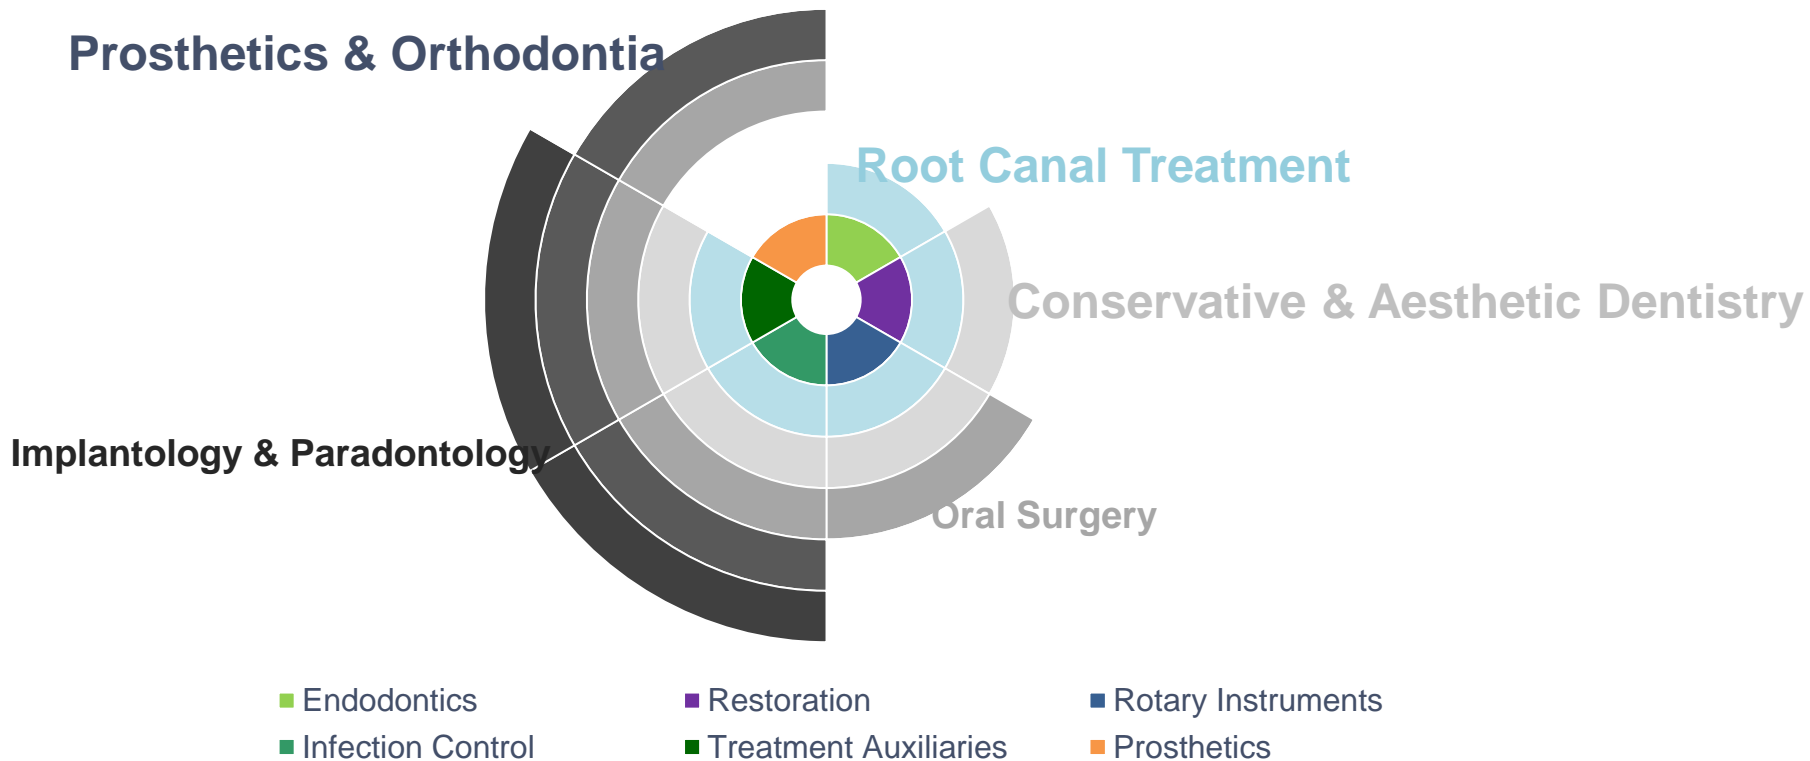 Prosthetics & Orthodontia
Root Canal Treatment
Conservative & Aesthetic Dentistry
Implantology & Paradontology
Oral Surgery
Endodontics
Restoration
Rotary Instruments
Infection Control
Treatment Auxiliaries
Prosthetics